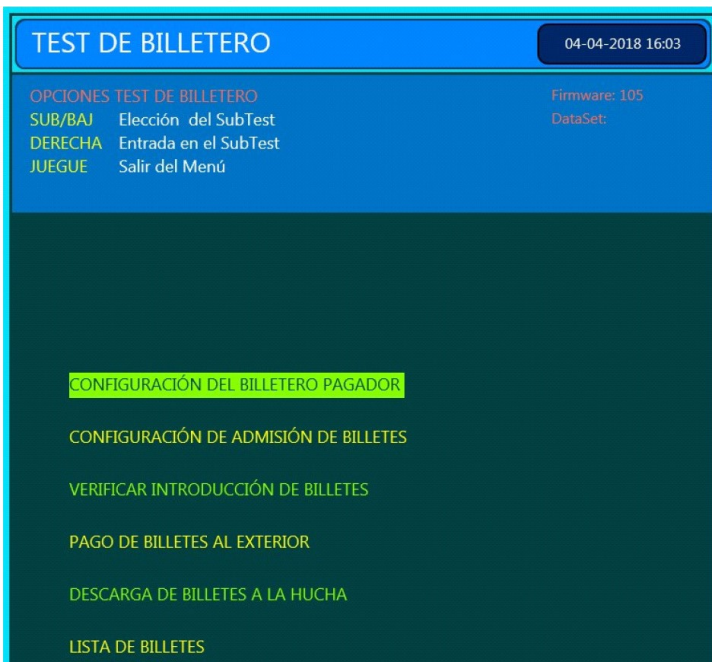 TEST DE BILLETERO
04-04-2018 16:03
OPCIONES TEST DE BILLETERO
Firmware: 105
SUB/BAJ Elección del SubTest
DataSet:
DERECHA Entrada en el SubTest
JUEGUE Salir del Menú
CONFIGURACIÓN DEL BILLETERO PAGADOR
CONFIGURACIÓN DE ADMISIÓN DE BILLETES
VERIFICAR INTRODUCCIÓN DE BILLETES
PAGO DE BILLETES AL EXTERIOR
DESCARGA DE BILLETES A LA HUCHA
LISTA DE BILLETES